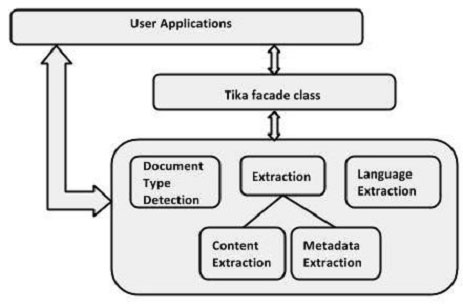 User Applications
Tika facade class
Document
Type
Detection
Extraction
Language
Extraction
Content
Extraction
Metadata
Extraction